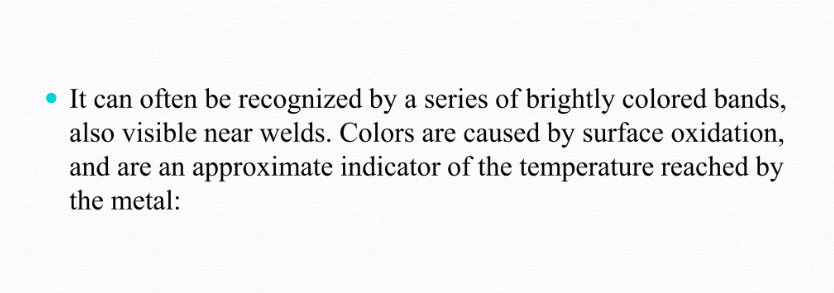 • It can often be recognized by a series of brightly colored bands,
also visible near welds. Colors are caused by surface oxidation,
and are an approximate indicator of the temperature reached by
the metal: